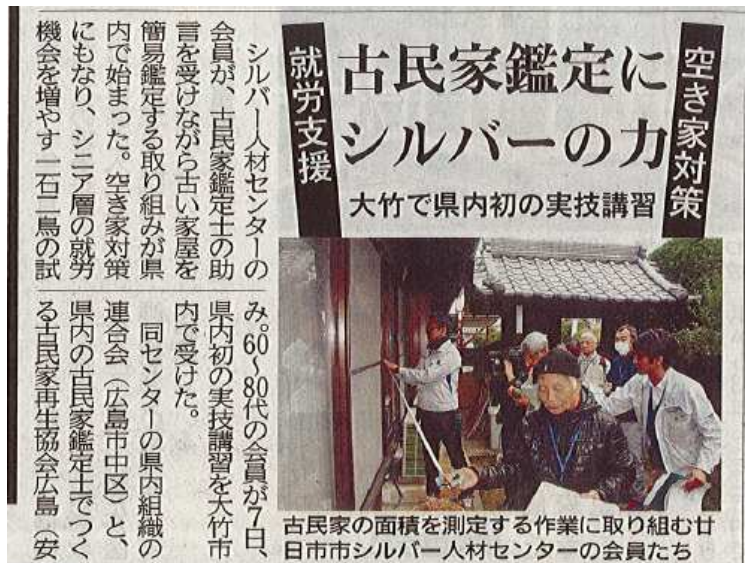 空き家対策
古民家鑑定に
シルバーの力
就労支援
大竹で県内初の実技講習
シルバー人材センターの
会員が、古民家鑑定士の助
言を受けながら古い家屋を
簡易鑑定する取り組みが県
内で始まった。空き家対策
にもなり、シニア層の就労
機会を増やす一石二鳥の試
み。60～80代の会員が7日、
県内初の実技講習を大竹市
内で受けた。
同センターの県内組織の
連合会（広島市中区）と、
県内の古民家鑑定士でつく
る古民家再生協会広島（安
古民家の面積を測定する作業に取り組む廿
日市市シルバー人材センターの会員たち